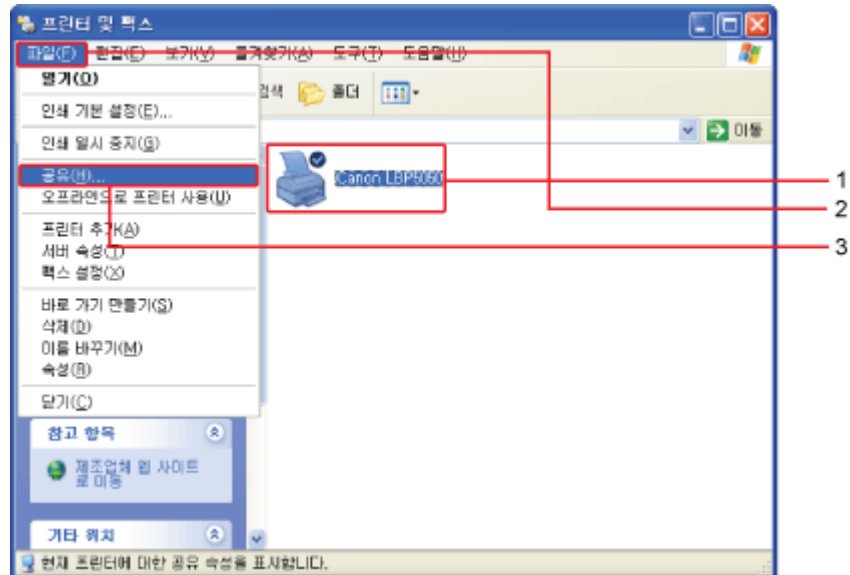 프린터 및 팩스
파일(F) 편집(E) 보기(V) 즐겨찾기(A) 도구(T) 도움말(H)
열기(O)
검색 폴더
인쇄 기본 설정(E)...
인쇄 일시 중지(G)
이동
공유(H)...
Canon LBP5050
1
오프라인으로 프린터 사용(U)
2
프린터 추가(A)
서버 속성(T)
3
팩스 설정(X)
바로 가기 만들기(S)
삭제(D)
이름 바꾸기(M)
속성(R)
닫기(C)
참고 항목
제조업체 웹 사이트
로 이동
기타 위치
현재 프린터에 대한 공유 속성을 표시합니다.